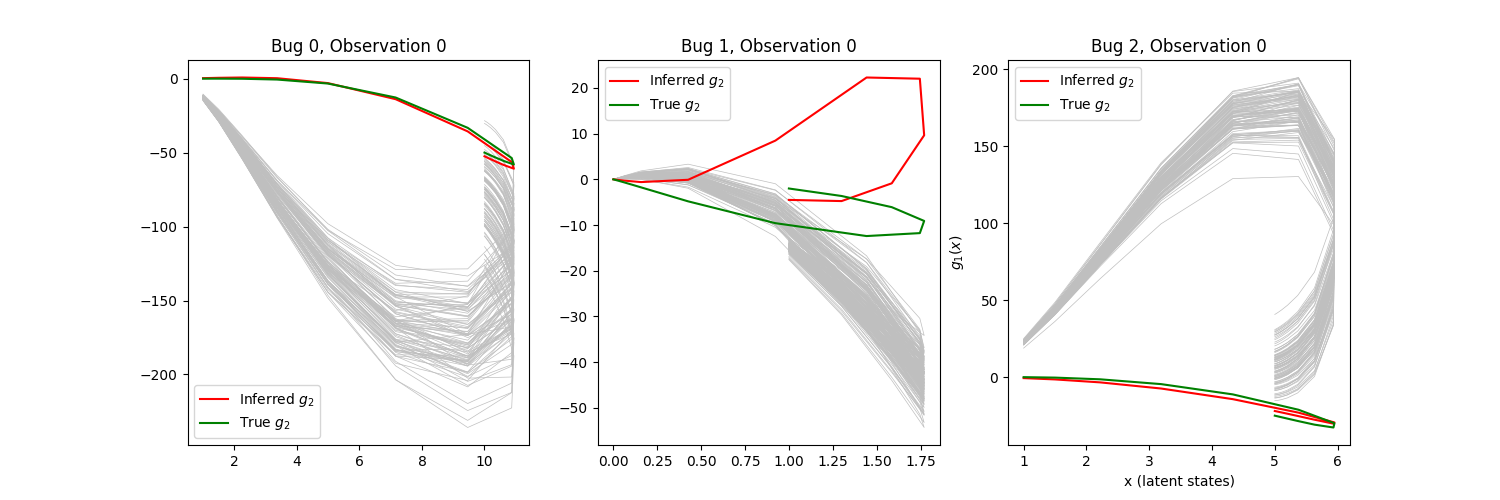 Bug 0, Observation 0
0
−50
−100
−150
−200
Inferred g₂
True g₂
2 4 6 8 10
Bug 1, Observation 0
Inferred g₂
True g₂
20
10
0
−10
−20
−30
−40
−50
0.00 0.25 0.50 0.75 1.00 1.25 1.50 1.75
Bug 2, Observation 0
Inferred g₂
True g₂
200
150
100
50
0
g₁(x)
1 2 3 4 5 6
x (latent states)